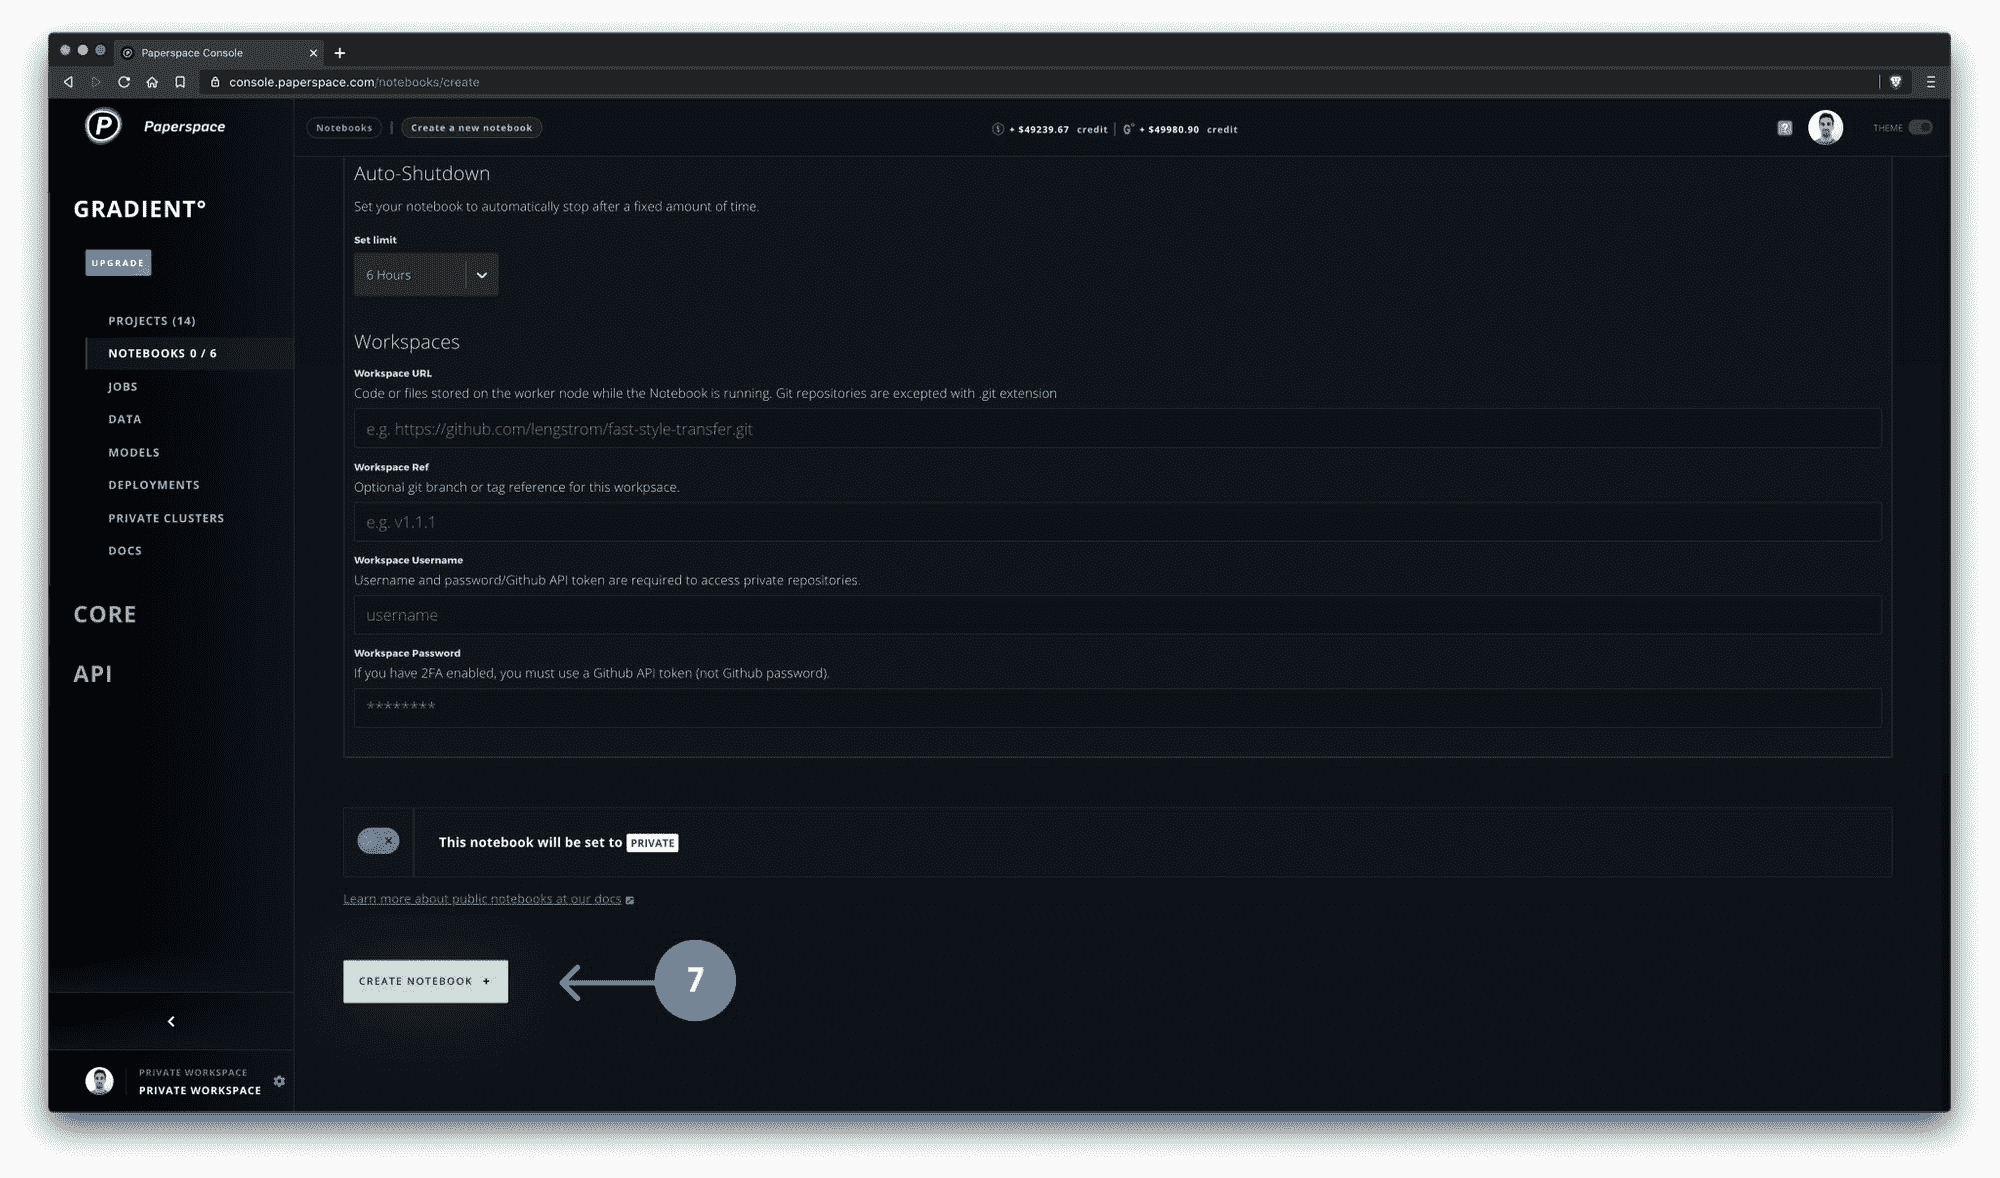 Paperspace Console
console.paperspace.com/notebooks/create
Paperspace
Notebooks | Create a new notebook
+ $49239.67 credit | G° + $49980.90 credit
THEME
GRADIENT°
UPGRADE
PROJECTS (14)
NOTEBOOKS 0 / 6
JOBS
DATA
MODELS
DEPLOYMENTS
PRIVATE CLUSTERS
DOCS
CORE
API
PRIVATE WORKSPACE
PRIVATE WORKSPACE
Auto-Shutdown
Set your notebook to automatically stop after a fixed amount of time.
Set limit
6 Hours
Workspaces
Workspace URL
Code or files stored on the worker node while the Notebook is running. Git repositories are excepted with .git extension
e.g. https://github.com/lengstrom/fast-style-transfer.git
Workspace Ref
Optional git branch or tag reference for this workpsace.
e.g. v1.1.1
Workspace Username
Username and password/Github API token are required to access private repositories.
username
Workspace Password
If you have 2FA enabled, you must use a Github API token (not Github password).
********
This notebook will be set to PRIVATE
Learn more about public notebooks at our docs
CREATE NOTEBOOK +
7